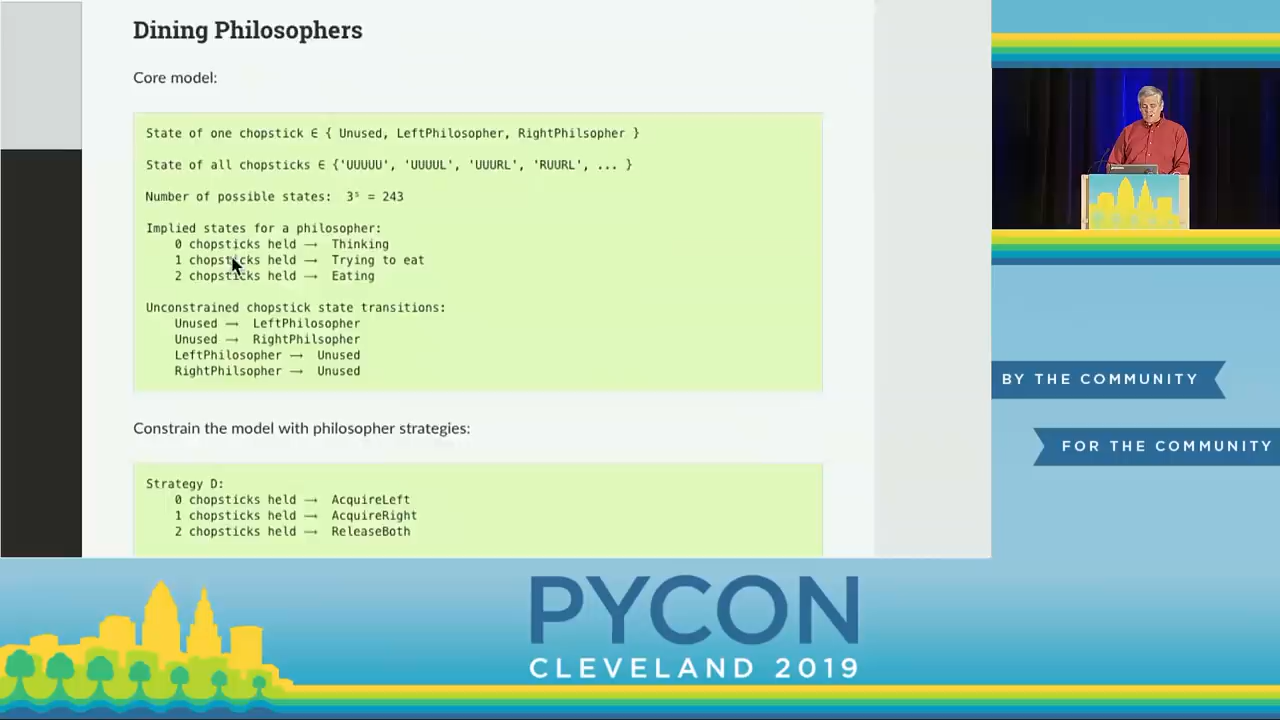 Dining Philosophers
Core model:
State of one chopstick ∈ { Unused, LeftPhilosopher, RightPhilsopher }
State of all chopsticks ∈ {'UUUUU', 'UUUUL', 'UUURL', 'RUURL', ... }
Number of possible states: 3⁵ = 243
Implied states for a philosopher:
0 chopsticks held → Thinking
1 chopsticks held → Trying to eat
2 chopsticks held → Eating
Unconstrained chopstick state transitions:
Unused → LeftPhilosopher
Unused → RightPhilsopher
LeftPhilosopher → Unused
RightPhilsopher → Unused
Constrain the model with philosopher strategies:
Strategy D:
0 chopsticks held → AcquireLeft
1 chopsticks held → AcquireRight
2 chopsticks held → ReleaseBoth
BY THE COMMUNITY
FOR THE COMMUNITY
PYCON
CLEVELAND 2019